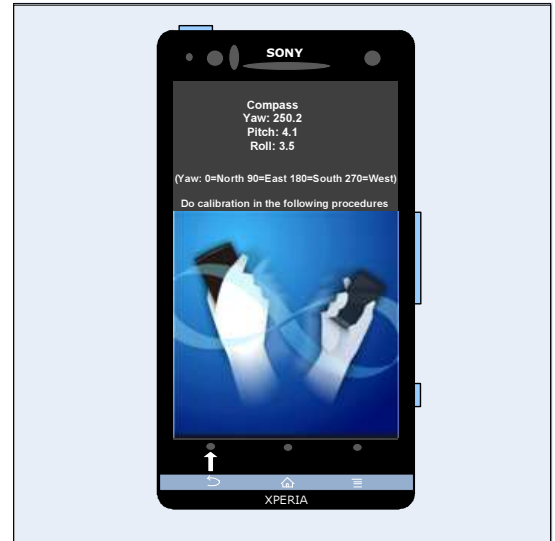 SONY
Compass
Yaw: 250.2
Pitch: 4.1
Roll: 3.5
(Yaw: 0=North 90=East 180=South 270=West)
Do calibration in the following procedures
XPERIA